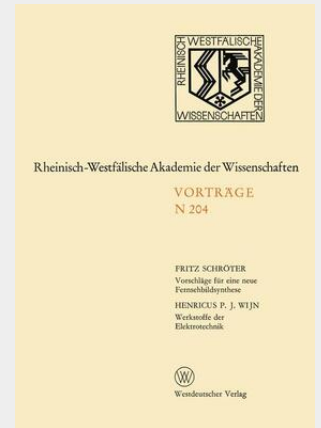 RHEINISCH-
WESTFÄLISCHE
AKADEMIE DER
WISSENSCHAFTEN
Rheinisch-Westfälische Akademie der Wissenschaften
VORTRÄGE
N 204
FRITZ SCHRÖTER
Vorschläge für eine neue
Fernsehbildsynthese
HENRICUS P. J. WIJN
Werkstoffe der
Elektrotechnik
Westdeutscher Verlag